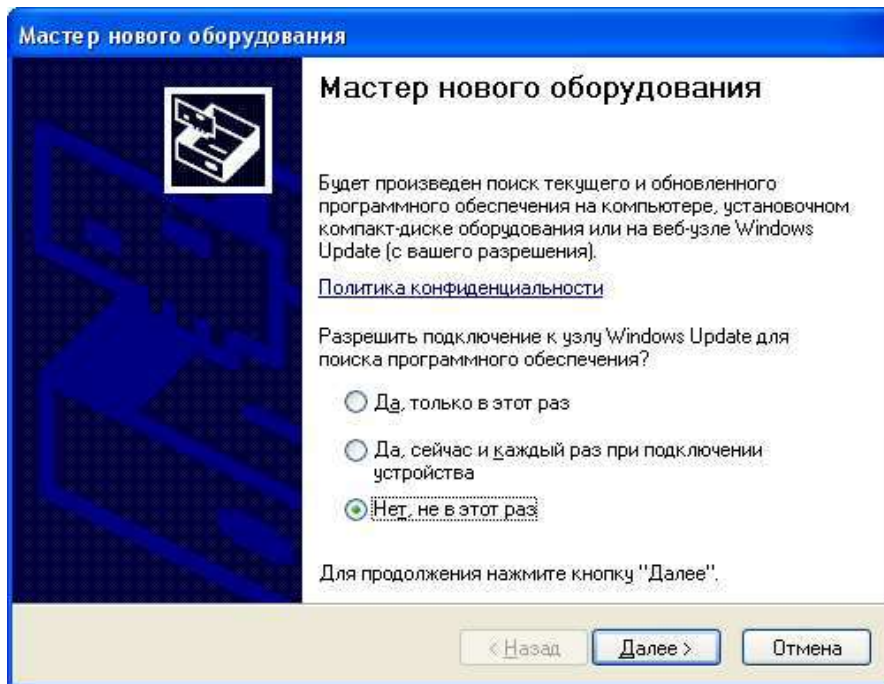 Мастер нового оборудования
Мастер нового оборудования
Будет произведен поиск текущего и обновленного
программного обеспечения на компьютере, установочном
компакт-диске оборудования или на веб-узле Windows
Update (с вашего разрешения).
Политика конфиденциальности
Разрешить подключение к узлу Windows Update для
поиска программного обеспечения?
Да, только в этот раз
Да, сейчас и каждый раз при подключении
устройства
Нет, не в этот раз
Для продолжения нажмите кнопку "Далее".
< Назад Далее > Отмена